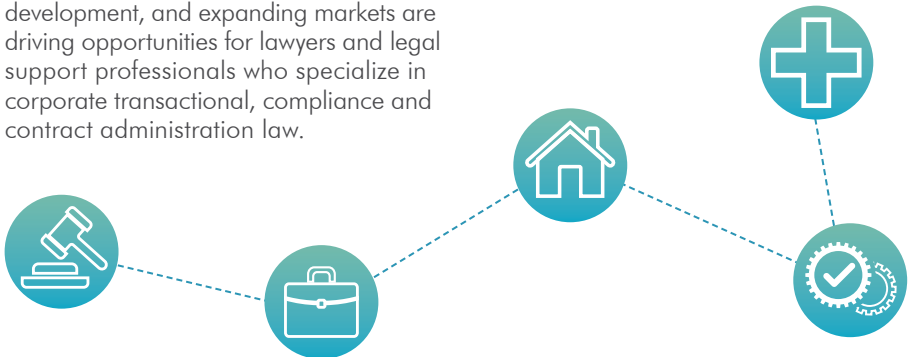 development, and expanding markets are
driving opportunities for lawyers and legal
support professionals who specialize in
corporate transactional, compliance and
contract administration law.